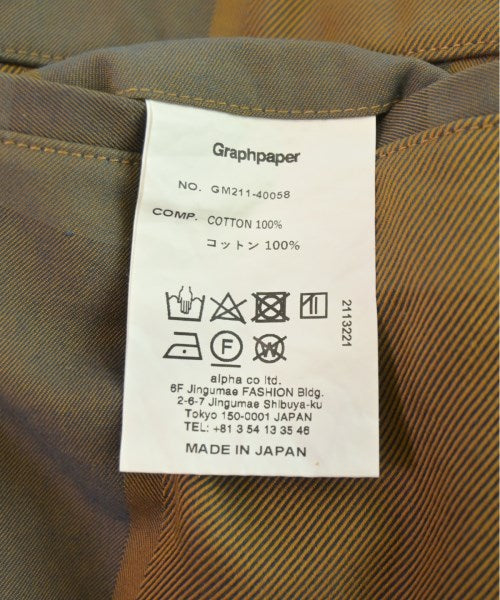 Graphpaper
NO. GM211-40058
COMP. COTTON 100%
コットン 100%
2113221
F
W
alpha co ltd.
6F Jingumae FASHION Bldg.
2-6-7 Jingumae Shibuya-ku
Tokyo 150-0001 JAPAN
TEL: +81 3 54 13 35 46
MADE IN JAPAN